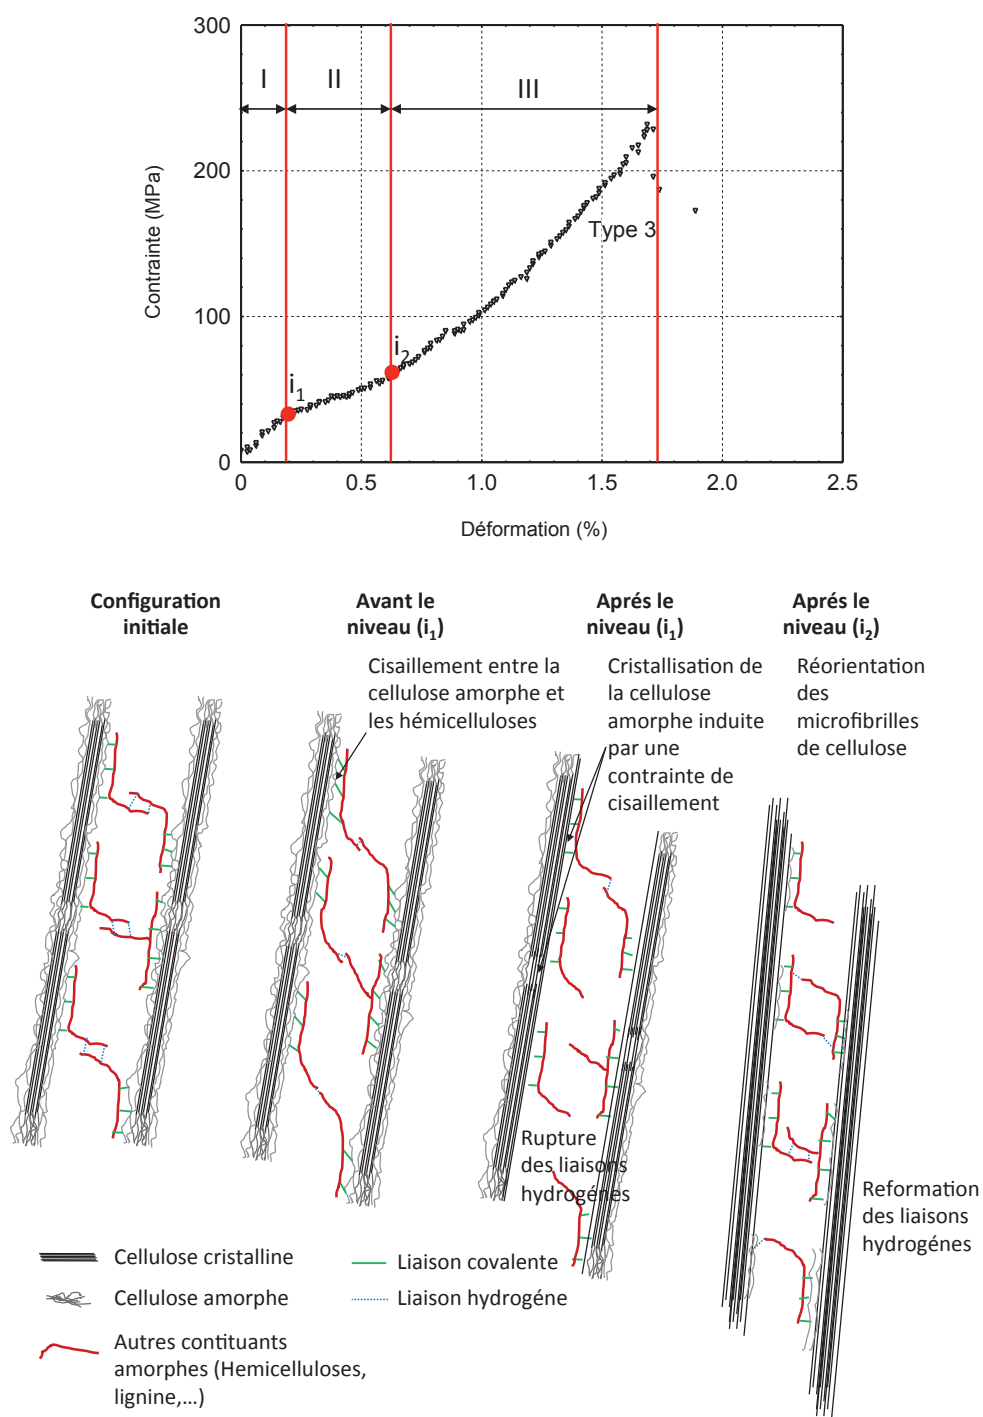 300
I
II
III
200
Contrainte (MPa)
Type 3
100
i2
i1
0
0
0.5
1.0
1.5
2.0
2.5
Déformation (%)
Configuration
initiale
Avant le
niveau (i1)
Aprés le
niveau (i1)
Aprés le
niveau (i2)
Cisaillement entre la
cellulose amorphe et
les hémicelluloses
Cristallisation de
la cellulose
amorphe induite
par une
contrainte de
cisaillement
Réorientation
des
microfibrilles
de cellulose
Rupture
des liaisons
hydrogénes
Reformation
des liaisons
hydrogénes
Cellulose cristalline
Liaison covalente
Cellulose amorphe
Liaison hydrogéne
Autres contituants
amorphes (Hemicelluloses,
lignine,...)